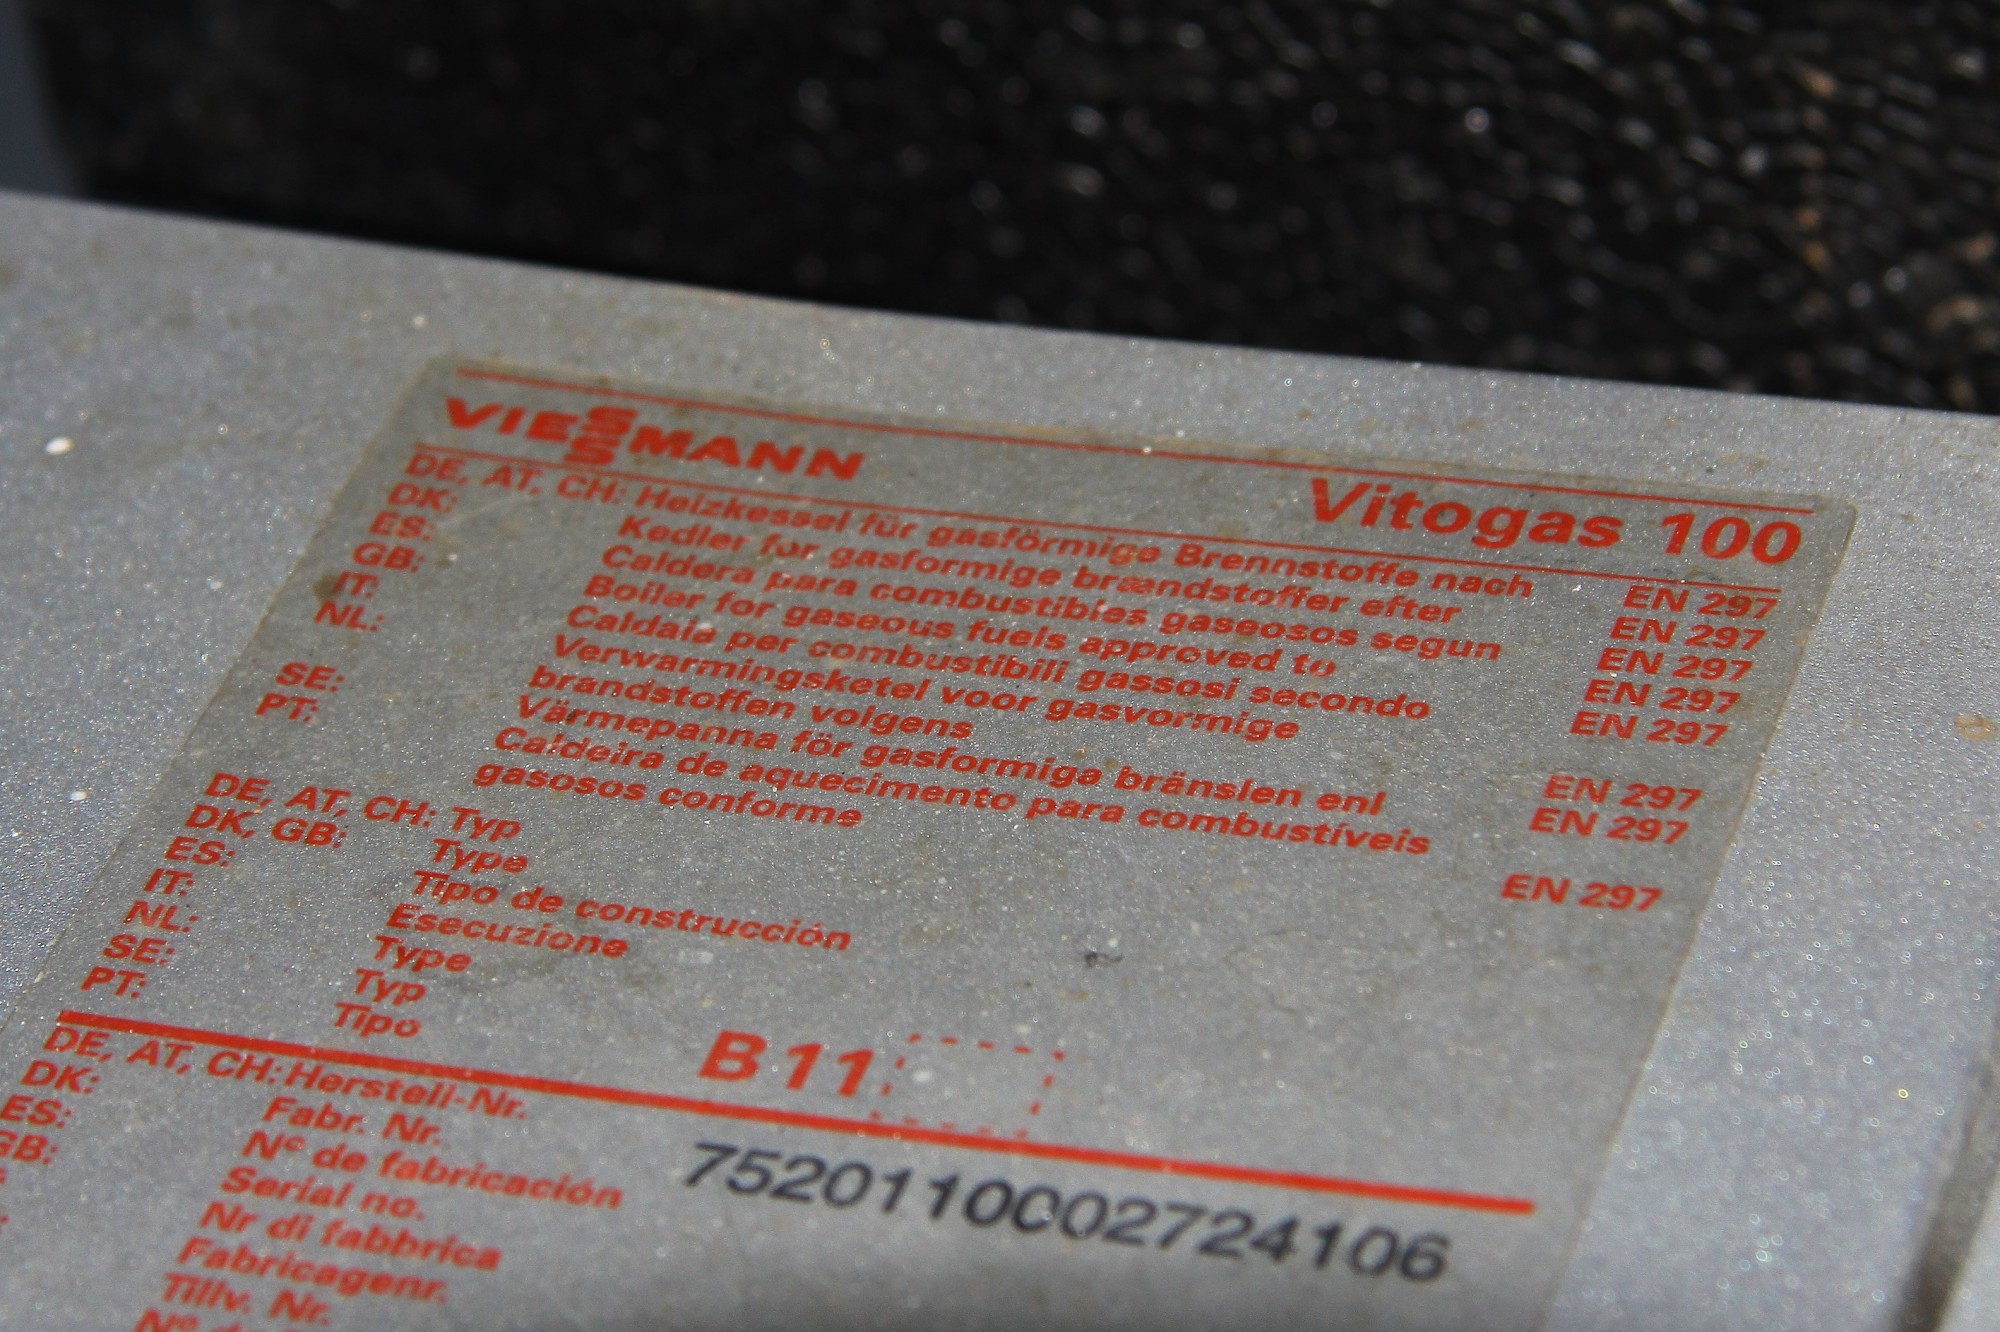 VIESSMANN Vitogas 100
DE, AT, CH: Heizkessel für gasförmige Brennstoffe nach EN 297
DK: Kedler for gasformige brændstoffer efter EN 297
ES: Caldera para combustibles gaseosos segun EN 297
GB: Boiler for gaseous fuels approved to EN 297
IT: Caldaia per combustibili gassosi secondo EN 297
NL: Verwarmingsketel voor gasvormige
brandstoffen volgens EN 297
SE: Värmepanna för gasformiga bränslen enl EN 297
PT: Caldeira de aquecimento para combustíveis
gasosos conforme EN 297
DE, AT, CH: Typ
DK, GB: Type
ES: Tipo de construcción
IT: Esecuzione
NL: Type
SE: Typ
PT: Tipo
B11
DE, AT, CH: Herstell-Nr.
DK: Fabr. Nr.
ES: Nº de fabricación
GB: Serial no.
Nr di fabbrica
Fabricagenr.
Tillv. Nr.
Nº
7520110002724106